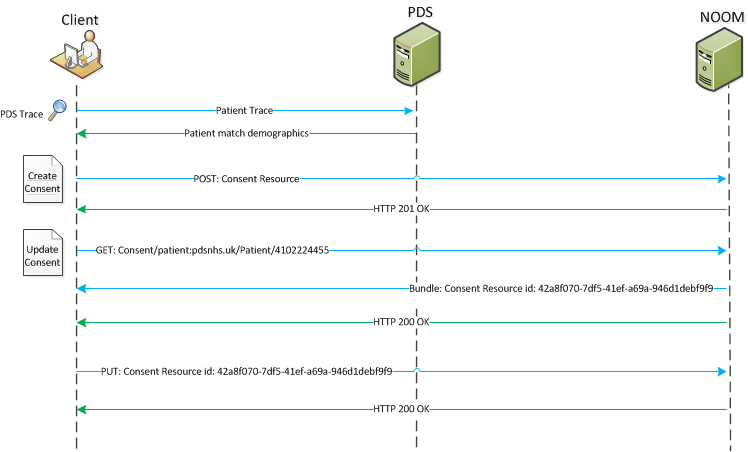 Client
PDS
NOOM
PDS Trace
Patient Trace
Patient match demographics
Create
Consent
POST: Consent Resource
HTTP 201 OK
Update
Consent
GET: Consent/patient:pdsnhs.uk/Patient/4102224455
Bundle: Consent Resource id: 42a8f070-7df5-41ef-a69a-946d1debf9f9
HTTP 200 OK
PUT: Consent Resource id: 42a8f070-7df5-41ef-a69a-946d1debf9f9
HTTP 200 OK